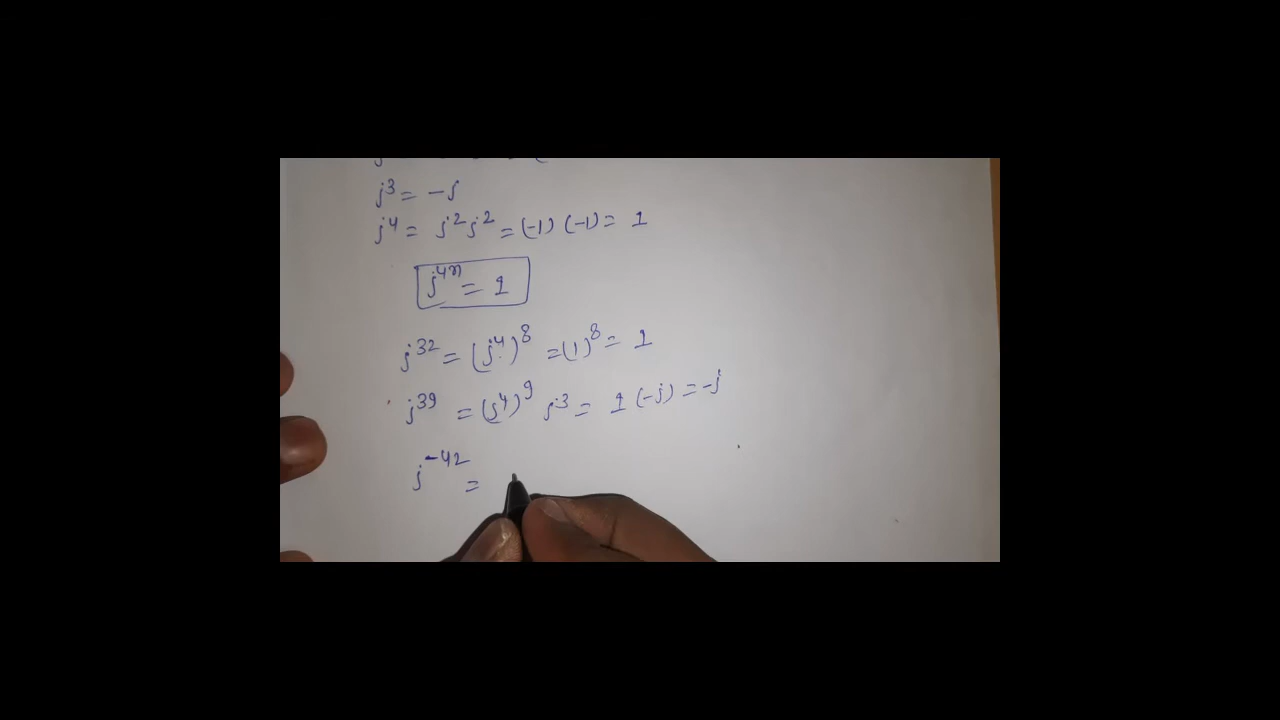 j³ = -j
j⁴ = j²j² = (-1) (-1) = 1
j⁴ⁿ = 1
j³² = (j⁴)⁸ = (1)⁸ = 1
j³⁹ = (j⁴)⁹ j³ = 1 (-j) = -j
j⁻⁴² =